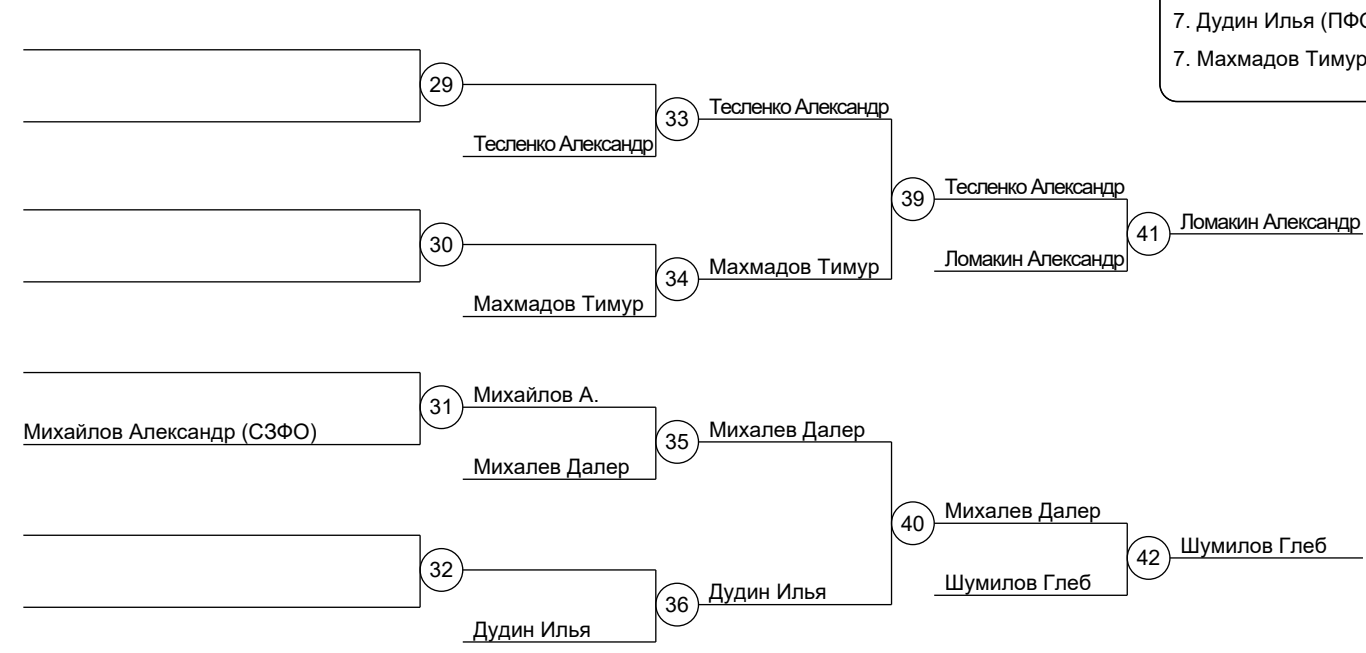 7. Дудин Илья (ПФО
7. Махмадов Тимур
29
33
Тесленко Александр
Тесленко Александр
39
Тесленко Александр
41
Ломакин Александр
30
Ломакин Александр
34
Махмадов Тимур
Махмадов Тимур
31
Михайлов А.
Михайлов Александр (СЗФО)
35
Михалев Далер
Михалев Далер
40
Михалев Далер
42
Шумилов Глеб
32
Шумилов Глеб
36
Дудин Илья
Дудин Илья